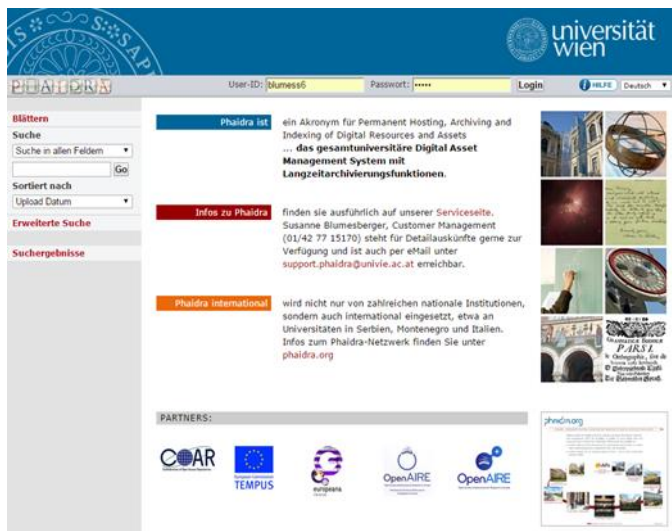 universität
wien
PHAIDRA
User-ID: blumess6 Passwort: ••••• Login HILFE Deutsch
Blättern
Suche
Suche in allen Feldern
Go
Sortiert nach
Upload Datum
Erweiterte Suche
Suchergebnisse
Phaidra ist
ein Akronym für Permanent Hosting, Archiving and
Indexing of Digital Resources and Assets
... das gesamtuniversitäre Digital Asset
Management System mit
Langzeitarchivierungsfunktionen.
Infos zu Phaidra
finden sie ausführlich auf unserer Serviceseite.
Susanne Blumesberger, Customer Management
(01/42 77 15170) steht für Detailauskünfte gerne zur
Verfügung und ist auch per eMail unter
support.phaidra@univie.ac.at erreichbar.
Phaidra international
wird nicht nur von zahlreichen nationale Institutionen,
sondern auch international eingesetzt, etwa an
Universitäten in Serbien, Montenegro und Italien.
Infos zum Phaidra-Netzwerk finden Sie unter
phaidra.org
PARS I.
PARTNERS:
COAR
TEMPUS
europeana
OpenAIRE
OpenAIRE
phaidra.org